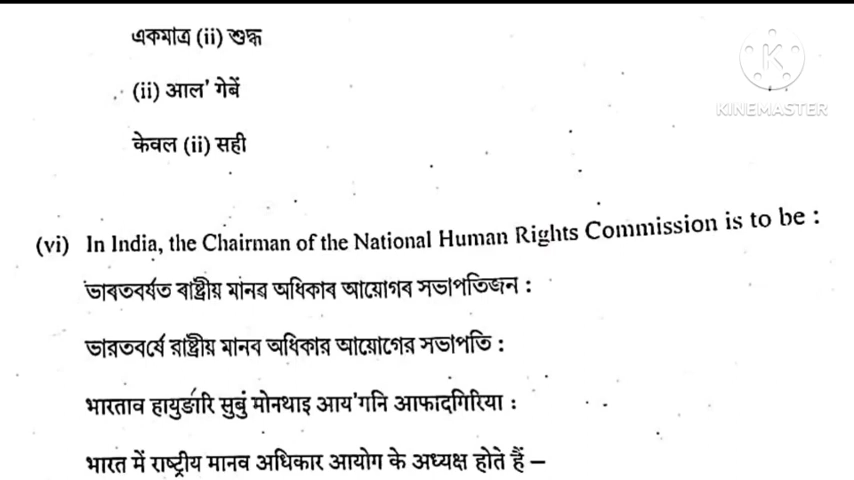 একমাত্ৰ (ii) শুদ্ধ
(ii) आल' गेबें
केवल (ii) सही
KINEMASTER
(vi) In India, the Chairman of the National Human Rights Commission is to be :
ভাৰতবৰ্ষত ৰাষ্ট্ৰীয় মানৱ অধিকাৰ আয়োগৰ সভাপতিজন :
ভারতবর্ষে রাষ্ট্রীয় মানব অধিকার আয়োগের সভাপতি :
भारताव हायुङारि सुबुं मोनथाइ आय'गनि आफादगिरिया :
भारत में राष्ट्रीय मानव अधिकार आयोग के अध्यक्ष होते हैं –